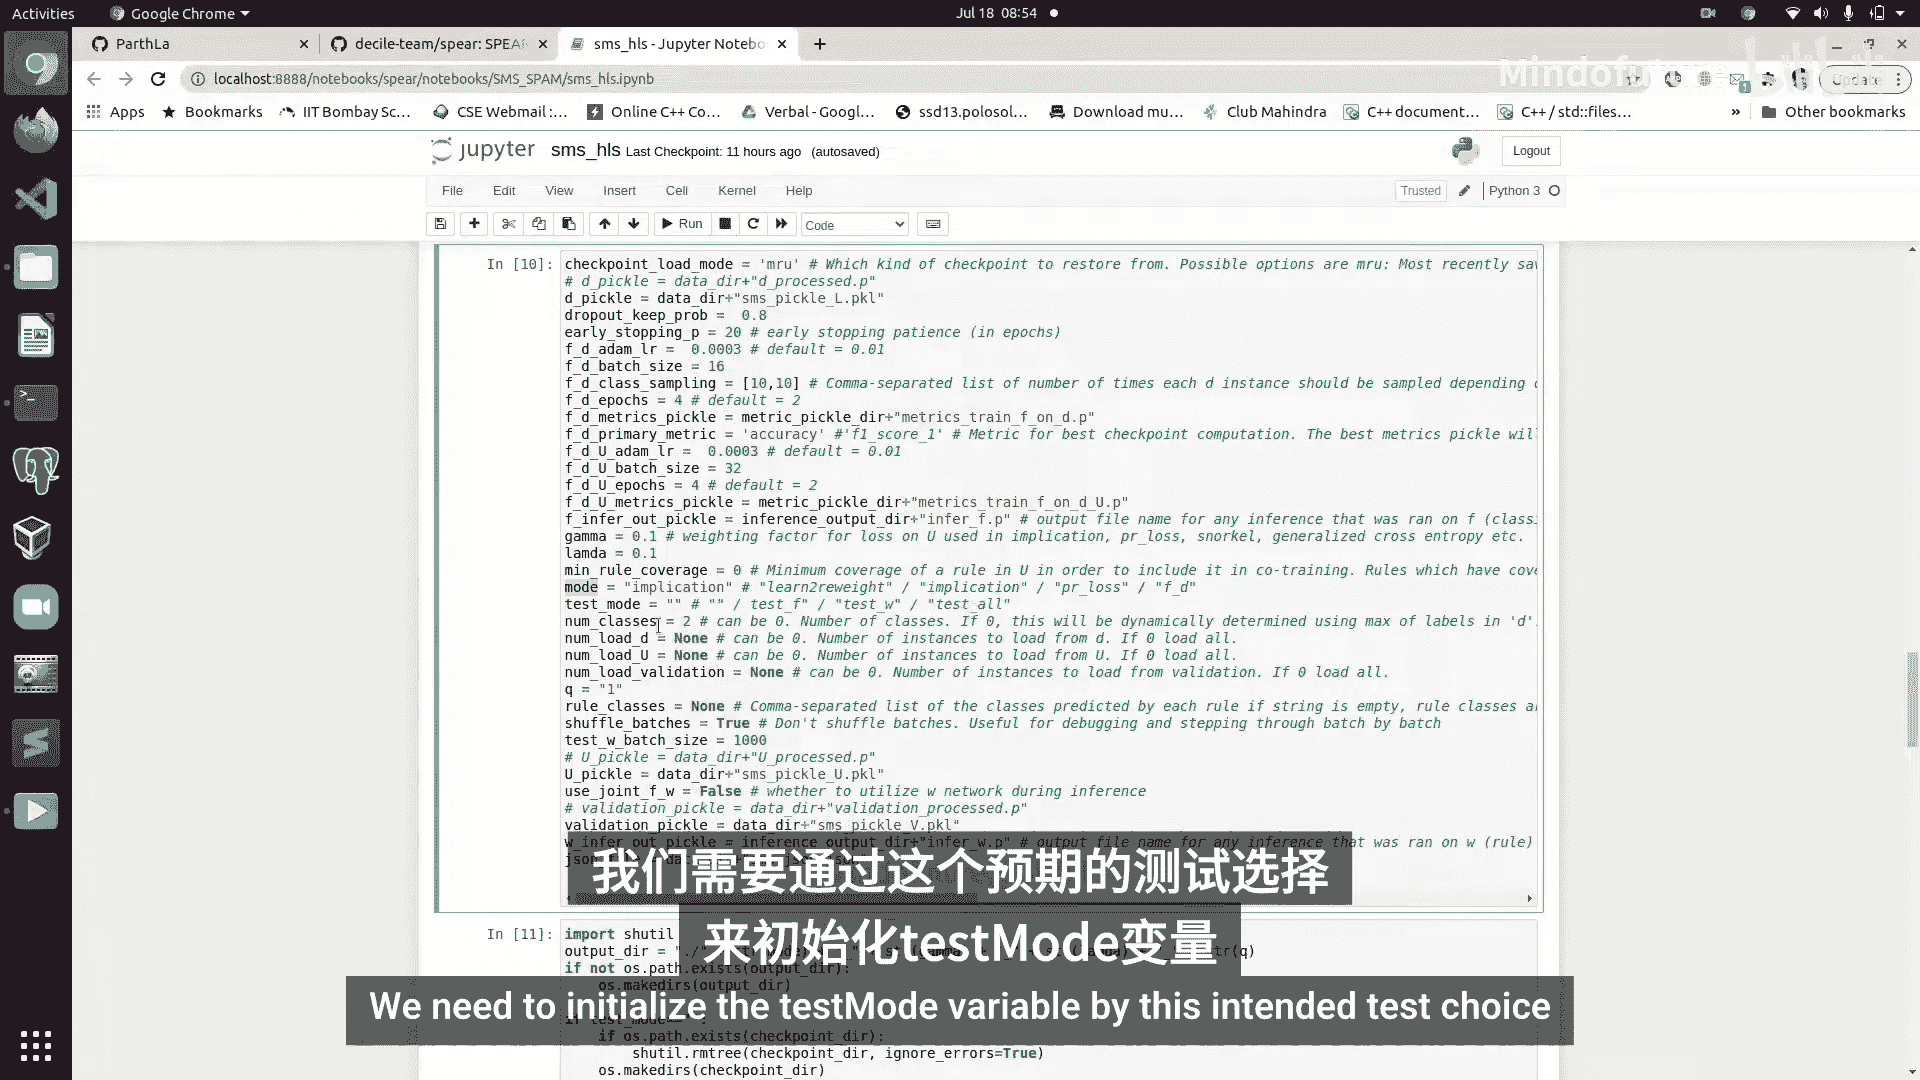 Activities
Google Chrome
Jul 18 08:54
ParthLa
decile-team/spear: SPEAR
sms_hls - Jupyter Notebo
localhost:8888/notebooks/spear/notebooks/SMS_SPAM/sms_hls.ipynb
Mindofu
Update
Apps
Bookmarks
IIT Bombay Sc...
CSE Webmail :...
Online C++ Co...
Verbal - Googl...
ssd13.polosol...
Download mu...
Club Mahindra
C++ document...
C++ / std::files...
»
Other bookmarks
jupyter
sms_hls Last Checkpoint: 11 hours ago (autosaved)
Logout
File Edit View Insert Cell Kernel Help
Trusted
Python 3
Run
Code
In [10]:
checkpoint_load_mode = 'mru' # Which kind of checkpoint to restore from. Possible options are mru: Most recently sav
# d_pickle = data_dir+"d_processed.p"
d_pickle = data_dir+"sms_pickle_L.pkl"
dropout_keep_prob =  0.8
early_stopping_p = 20 # early stopping patience (in epochs)
f_d_adam_lr =  0.0003 # default = 0.01
f_d_batch_size = 16
f_d_class_sampling = [10,10] # Comma-separated list of number of times each d instance should be sampled depending o
f_d_epochs = 4 # default = 2
f_d_metrics_pickle = metric_pickle_dir+"metrics_train_f_on_d.p"
f_d_primary_metric = 'accuracy' #'f1_score_1' # Metric for best checkpoint computation. The best metrics pickle wil
f_d_U_adam_lr =  0.0003 # default = 0.01
f_d_U_batch_size = 32
f_d_U_epochs = 4 # default = 2
f_d_U_metrics_pickle = metric_pickle_dir+"metrics_train_f_on_d_U.p"
f_infer_out_pickle = inference_output_dir+"infer_f.p" # output file name for any inference that was ran on f (classi
gamma = 0.1 # weighting factor for loss on U used in implication, pr_loss, snorkel, generalized cross entropy etc.
lamda = 0.1
min_rule_coverage = 0 # Minimum coverage of a rule in U in order to include it in co-training. Rules which have cove
mode = "implication" # "learn2reweight" / "implication" / "pr_loss" / "f_d"
test_mode = "" # "" / test_f" / "test_w" / "test_all"
num_classes = 2 # can be 0. Number of classes. If 0, this will be dynamically determined using max of labels in 'd'.
num_load_d = None # can be 0. Number of instances to load from d. If 0 load all.
num_load_U = None # can be 0. Number of instances to load from U. If 0 load all.
num_load_validation = None # can be 0. Number of instances to load from validation. If 0 load all.
q = "1"
rule_classes = None # Comma-separated list of the classes predicted by each rule if string is empty, rule classes a
shuffle_batches = True # Don't shuffle batches. Useful for debugging and stepping through batch by batch
test_w_batch_size = 1000
# U_pickle = data_dir+"U_processed.p"
U_pickle = data_dir+"sms_pickle_U.pkl"
use_joint_f_w = False # whether to utilize w network during inference
# validation_pickle = data_dir+"validation_processed.p"
validation_pickle = data_dir+"sms_pickle_V.pkl"
w_infer_out_pickle = inference_output_dir+"infer_w.p" # output file name for any inference that was ran on w (rule)
我们需要通过这个预期的测试选择
In [11]:
import shutil
output_dir = "./"
来初始化testMode变量
if not os.path.exists(output_dir):
os.makedirs(output_dir)
We need to initialize the testMode variable by this intended test choice
if os.path.exists(checkpoint_dir):
shutil.rmtree(checkpoint_dir, ignore_errors=True)
os.makedirs(checkpoint_dir)